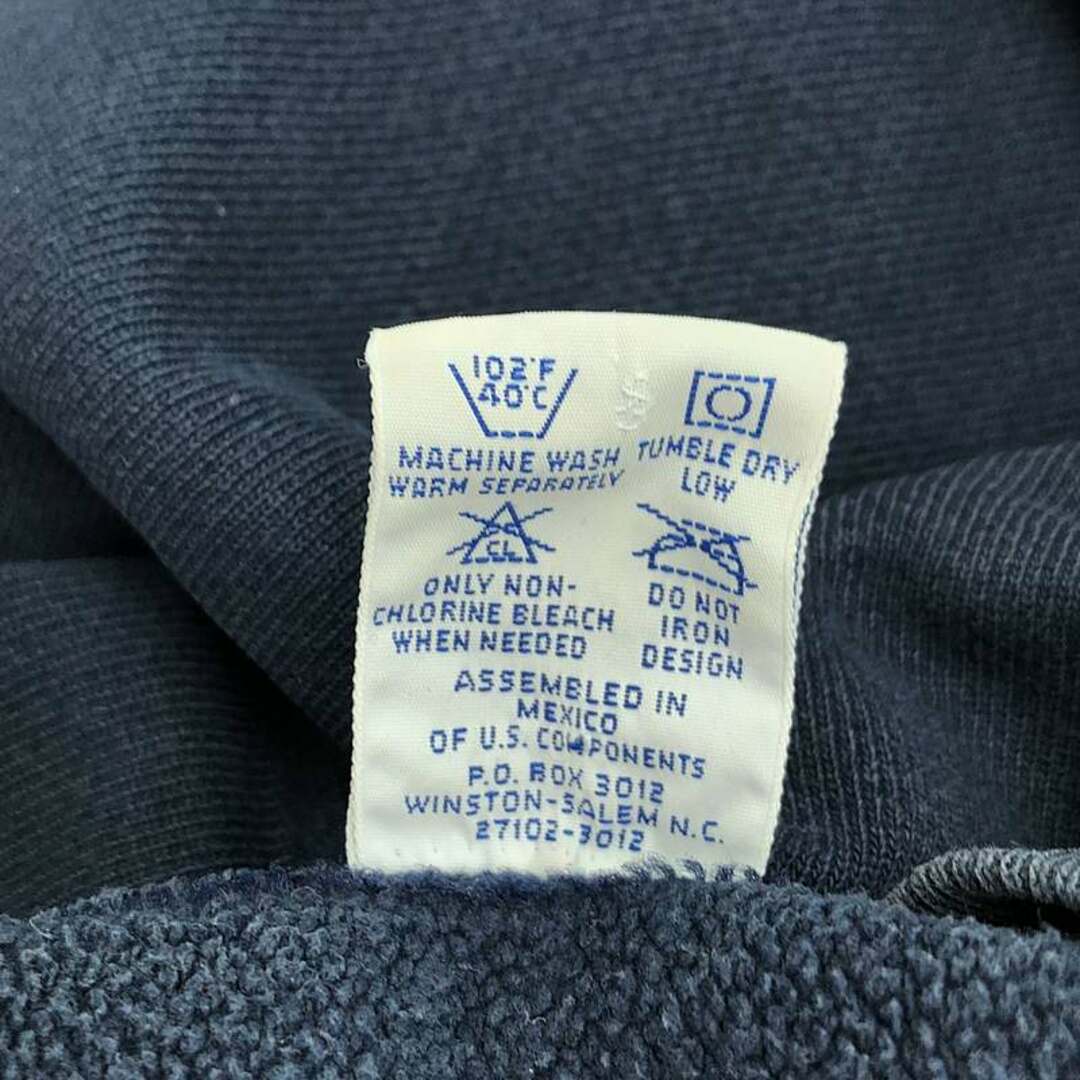 102°F
40°C
MACHINE WASH
WARM SEPARATELY
TUMBLE DRY
LOW
CL
ONLY NON-
CHLORINE BLEACH
WHEN NEEDED
DO NOT
IRON
DESIGN
ASSEMBLED IN
MEXICO
OF U.S. COMPONENTS
P.O. BOX 3012
WINSTON-SALEM N.C.
27102-3012